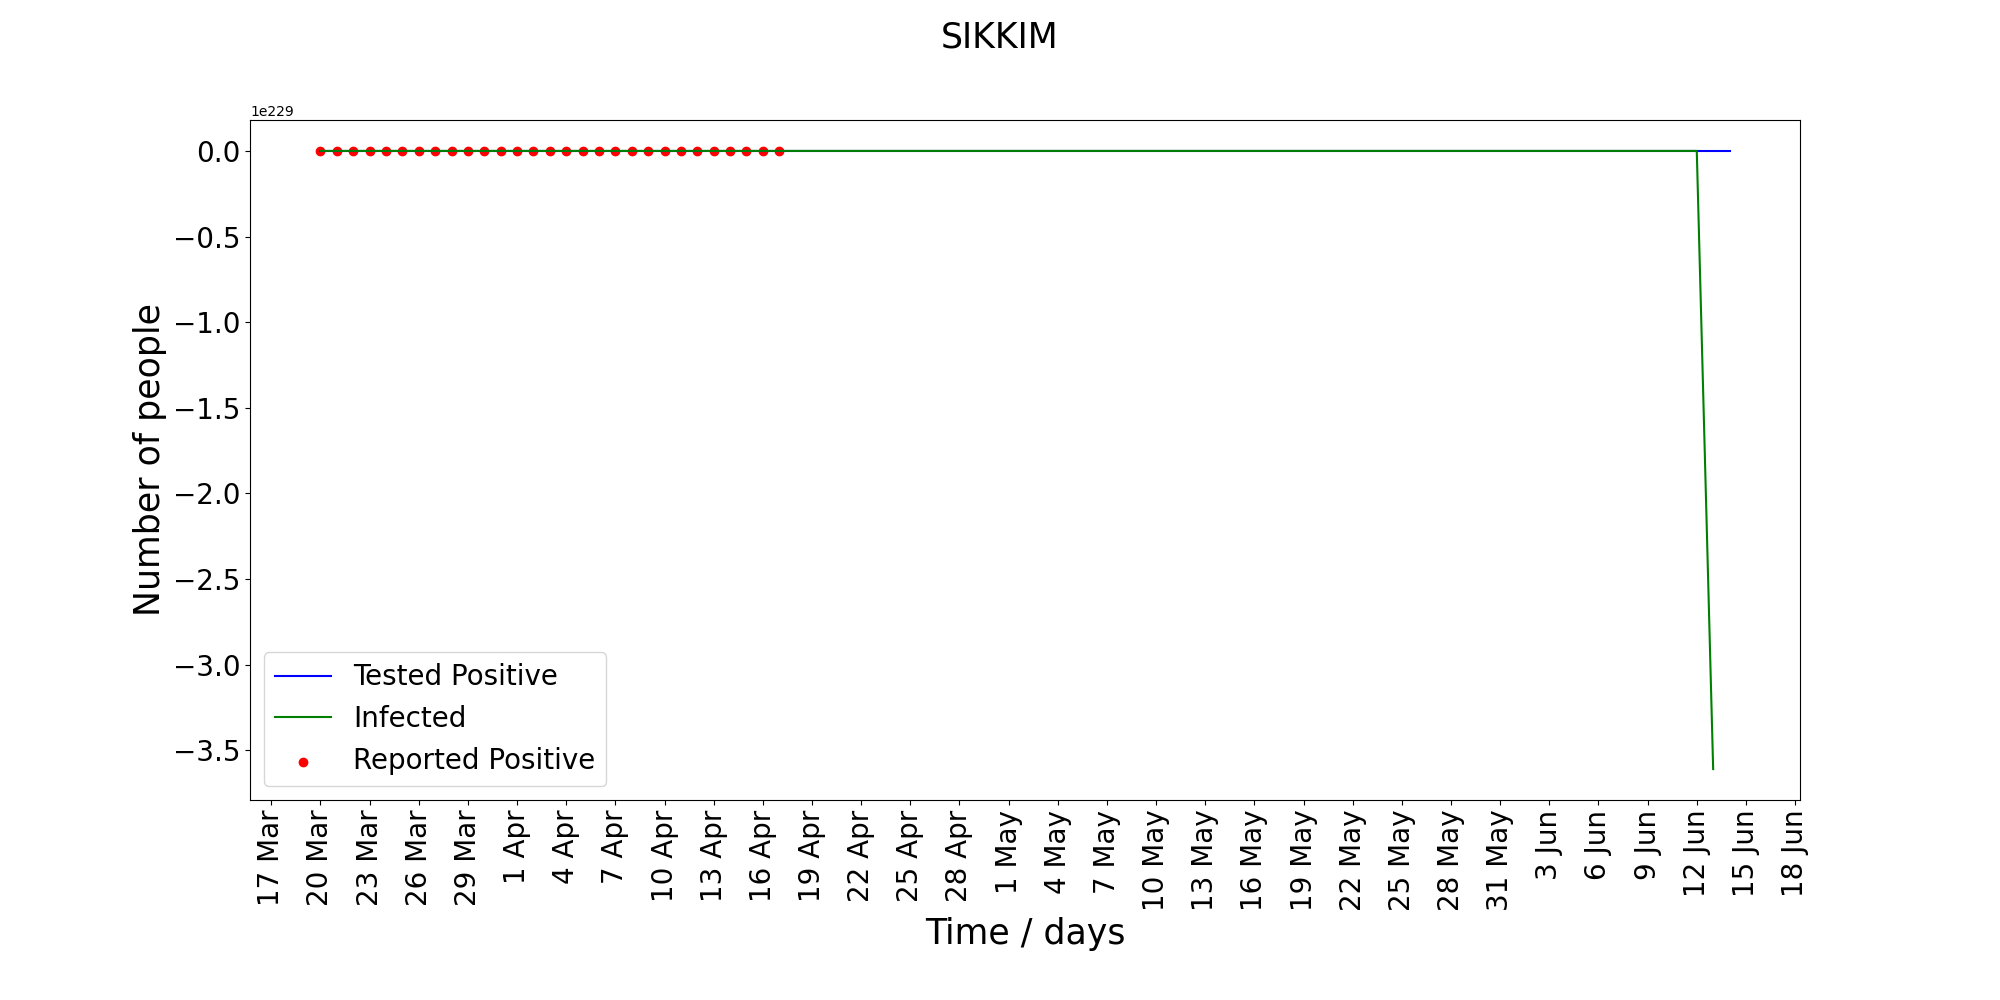 SIKKIM
1e229
0.0
−0.5
−1.0
−1.5
−2.0
−2.5
−3.0
−3.5
Number of people
Tested Positive
Infected
Reported Positive
17 Mar
20 Mar
23 Mar
26 Mar
29 Mar
1 Apr
4 Apr
7 Apr
10 Apr
13 Apr
16 Apr
19 Apr
22 Apr
25 Apr
28 Apr
1 May
4 May
7 May
10 May
13 May
16 May
19 May
22 May
25 May
28 May
31 May
3 Jun
6 Jun
9 Jun
12 Jun
15 Jun
18 Jun
Time / days